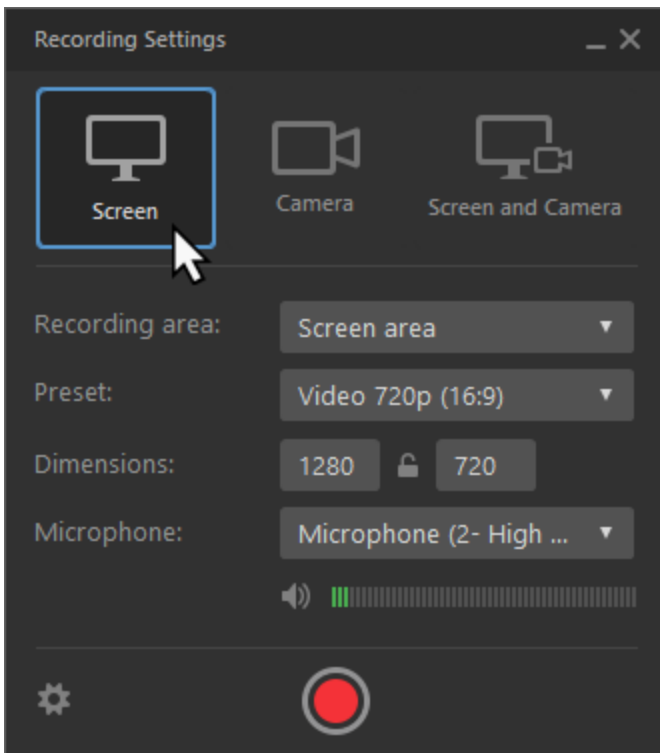 Recording Settings
Screen
Camera
Screen and Camera
Recording area:
Screen area
Preset:
Video 720p (16:9)
Dimensions:
1280
720
Microphone:
Microphone (2- High ...